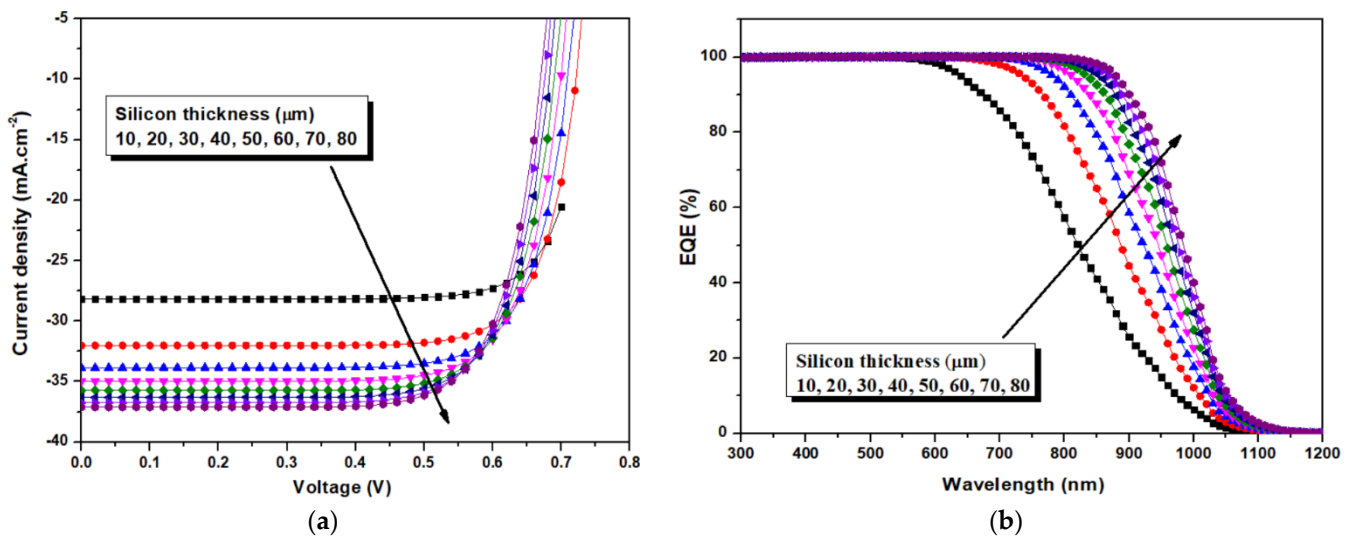 -5
-10
-15
-20
-25
-30
-35
-40
Current density (mA.cm-2)
Silicon thickness (μm)
10, 20, 30, 40, 50, 60, 70, 80
0.0 0.1 0.2 0.3 0.4 0.5 0.6 0.7 0.8
Voltage (V)
(a)
100
80
60
40
20
0
EQE (%)
Silicon thickness (μm)
10, 20, 30, 40, 50, 60, 70, 80
300 400 500 600 700 800 900 1000 1100 1200
Wavelength (nm)
(b)